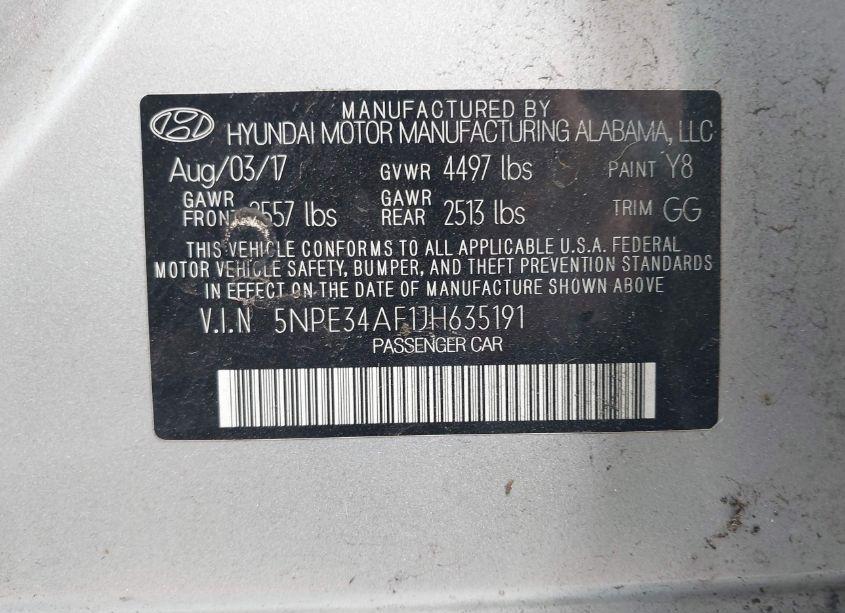 MANUFACTURED BY
HYUNDAI MOTOR MANUFACTURING ALABAMA, LLC
Aug/03/17 GVWR 4497 lbs PAINT Y8
GAWR FRONT 2557 lbs GAWR REAR 2513 lbs TRIM GG
THIS VEHICLE CONFORMS TO ALL APPLICABLE U.S.A. FEDERAL
MOTOR VEHICLE SAFETY, BUMPER, AND THEFT PREVENTION STANDARDS
IN EFFECT ON THE DATE OF MANUFACTURE SHOWN ABOVE
V.I.N 5NPE34AF1JH635191
PASSENGER CAR